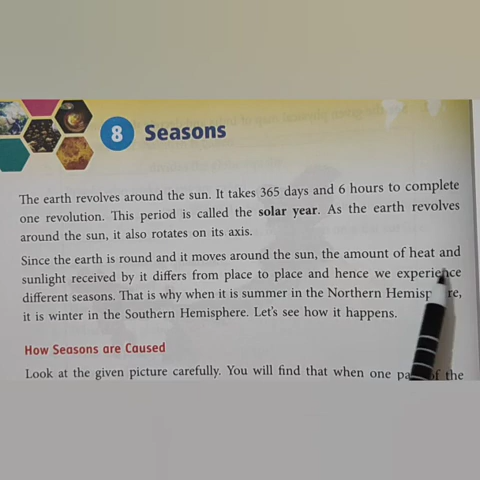 8 Seasons
The earth revolves around the sun. It takes 365 days and 6 hours to complete
one revolution. This period is called the solar year. As the earth revolves
around the sun, it also rotates on its axis.
Since the earth is round and it moves around the sun, the amount of heat and
sunlight received by it differs from place to place and hence we experience
different seasons. That is why when it is summer in the Northern Hemisphere,
it is winter in the Southern Hemisphere. Let's see how it happens.
How Seasons are Caused
Look at the given picture carefully. You will find that when one part of the